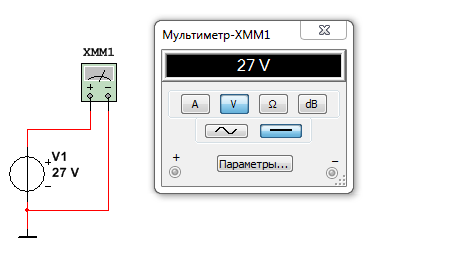 Мультиметр-XMM1
XMM1
27 V
A
V
Ω
dB
+ −
V1
27 V
+
−
+
−
Параметры...